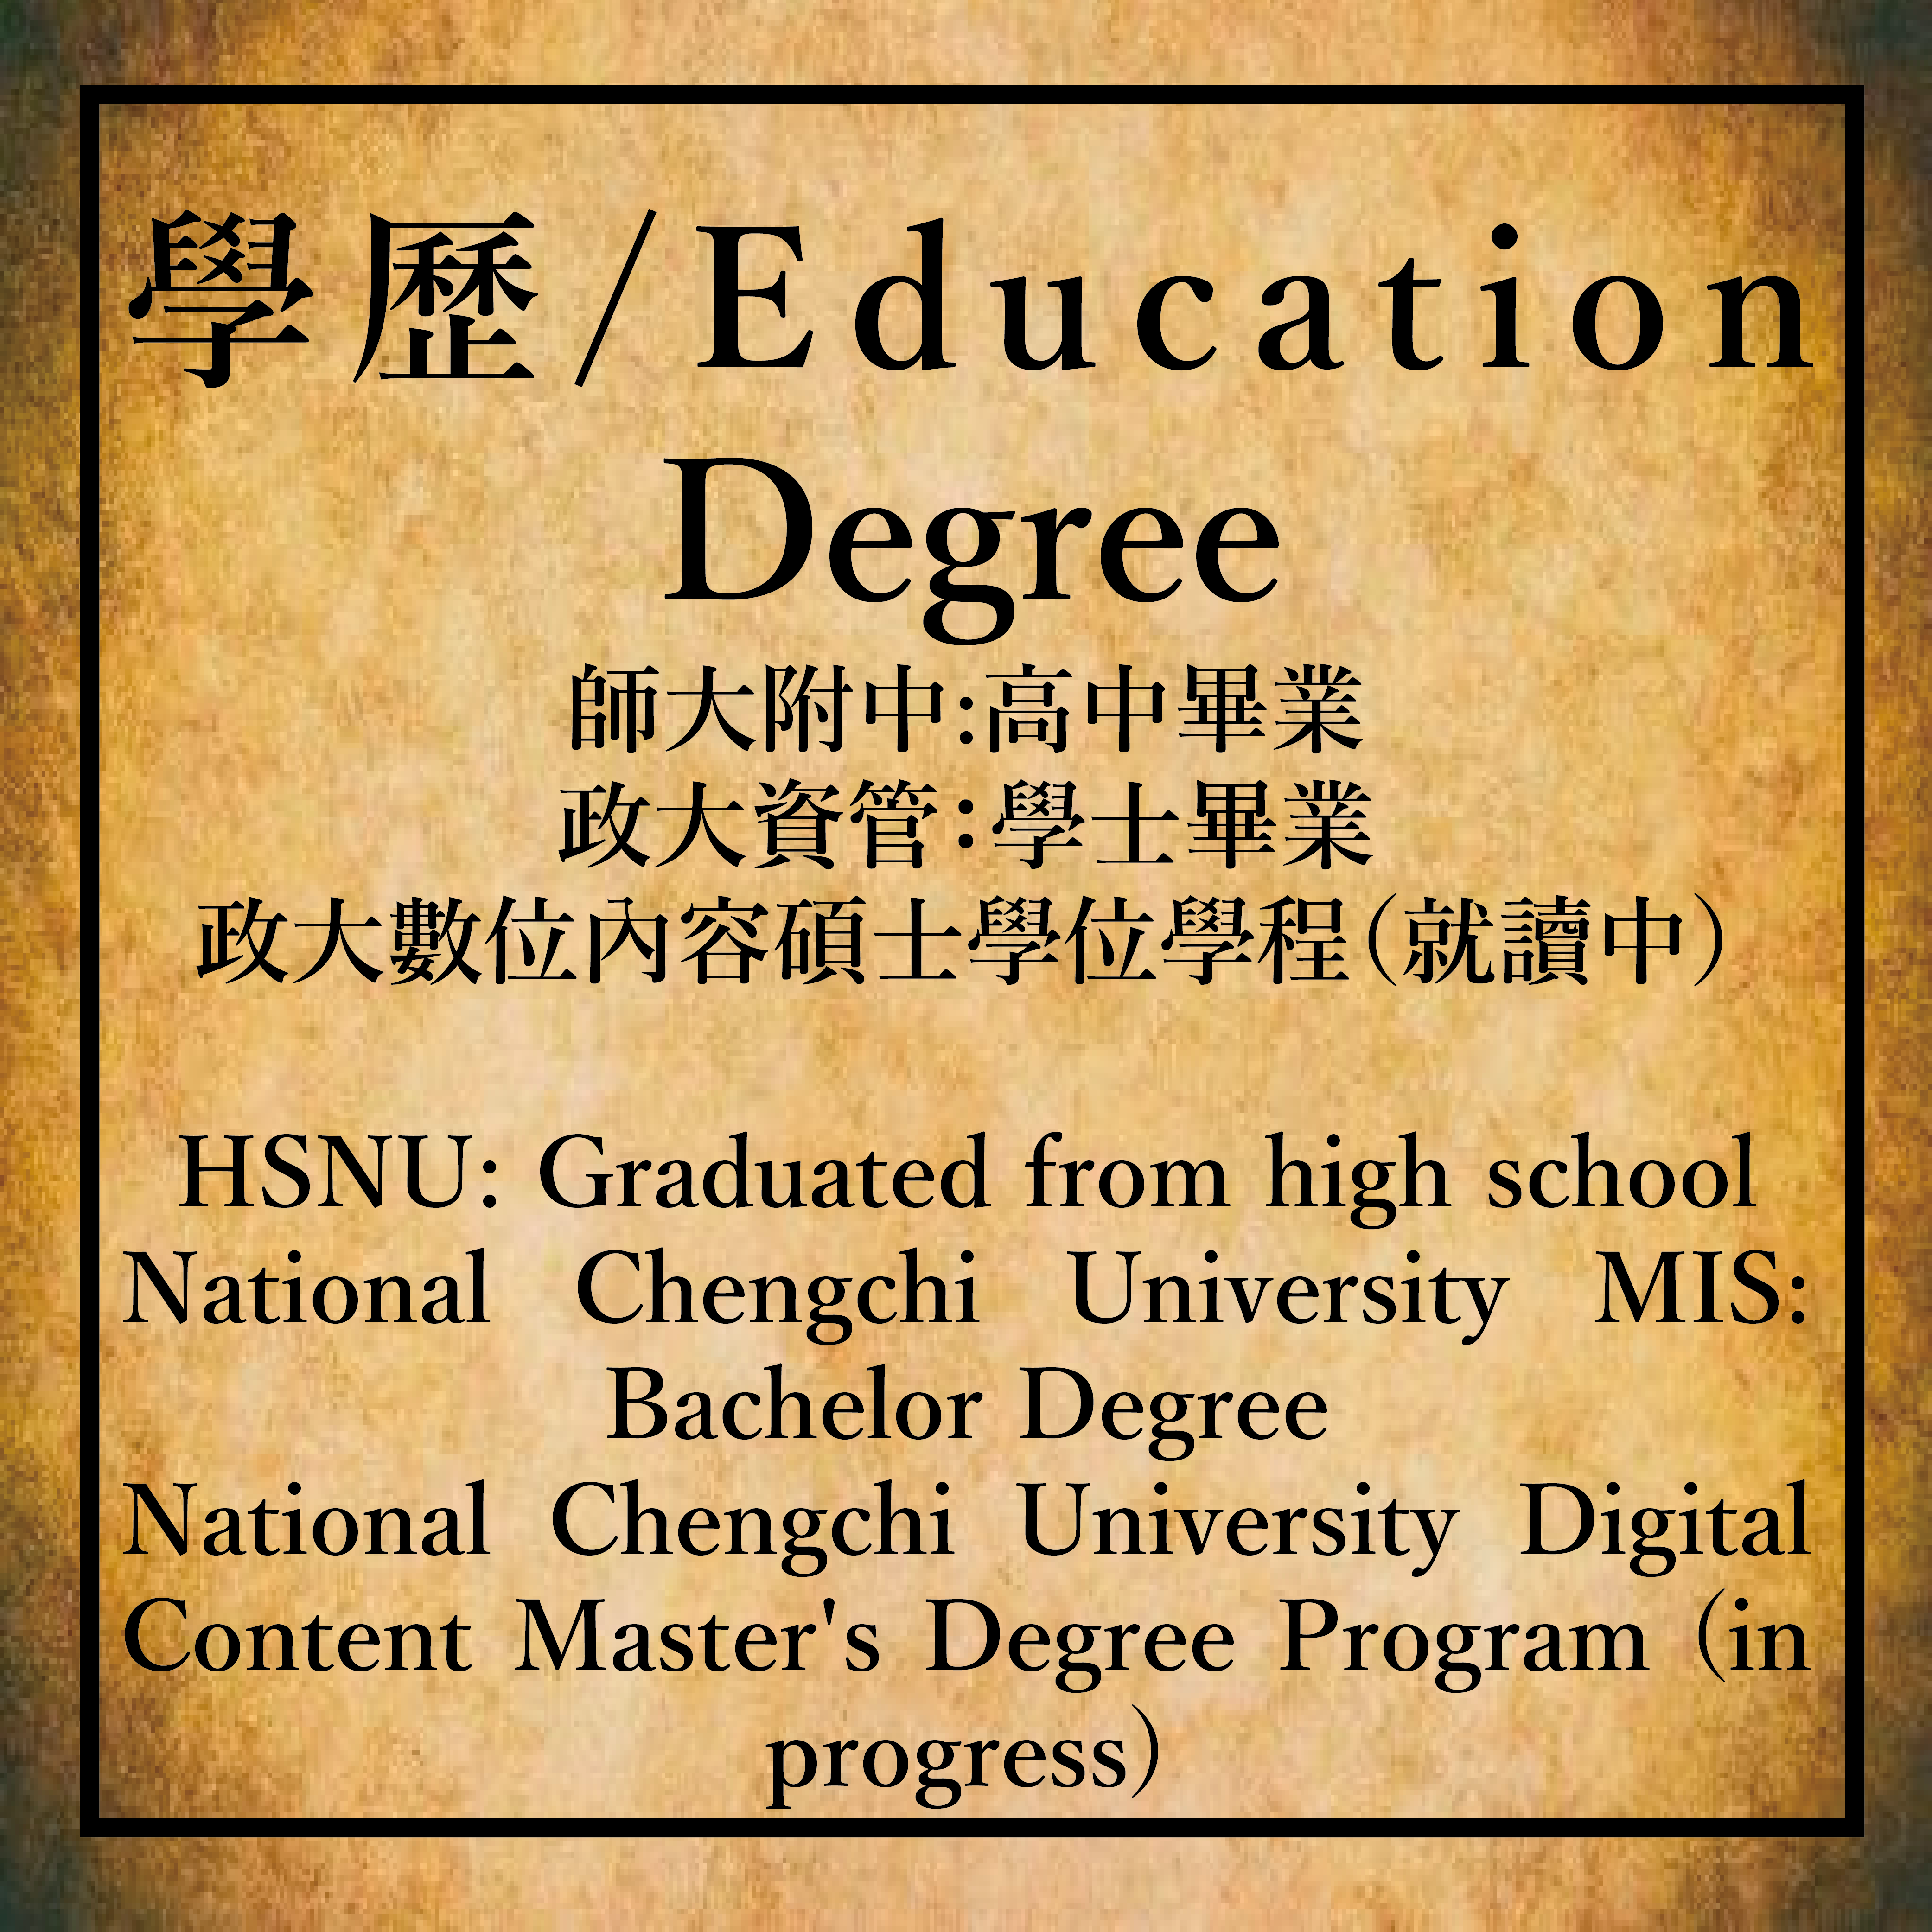 學歷/Education
Degree
師大附中:高中畢業
政大資管：學士畢業
政大數位內容碩士學位學程（就讀中）
HSNU: Graduated from high school
National Chengchi University MIS:
Bachelor Degree
National Chengchi University Digital
Content Master's Degree Program（in
progress）